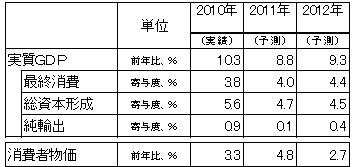 単位 2010年 2011年 2012年
(実績) (予測) (予測)
実質GDP 前年比、% 10.3 8.8 9.3
最終消費 寄与度、% 3.8 4.0 4.4
総資本形成 寄与度、% 5.6 4.7 4.5
純輸出 寄与度、% 0.9 0.1 0.4
消費者物価 前年比、% 3.3 4.8 2.7